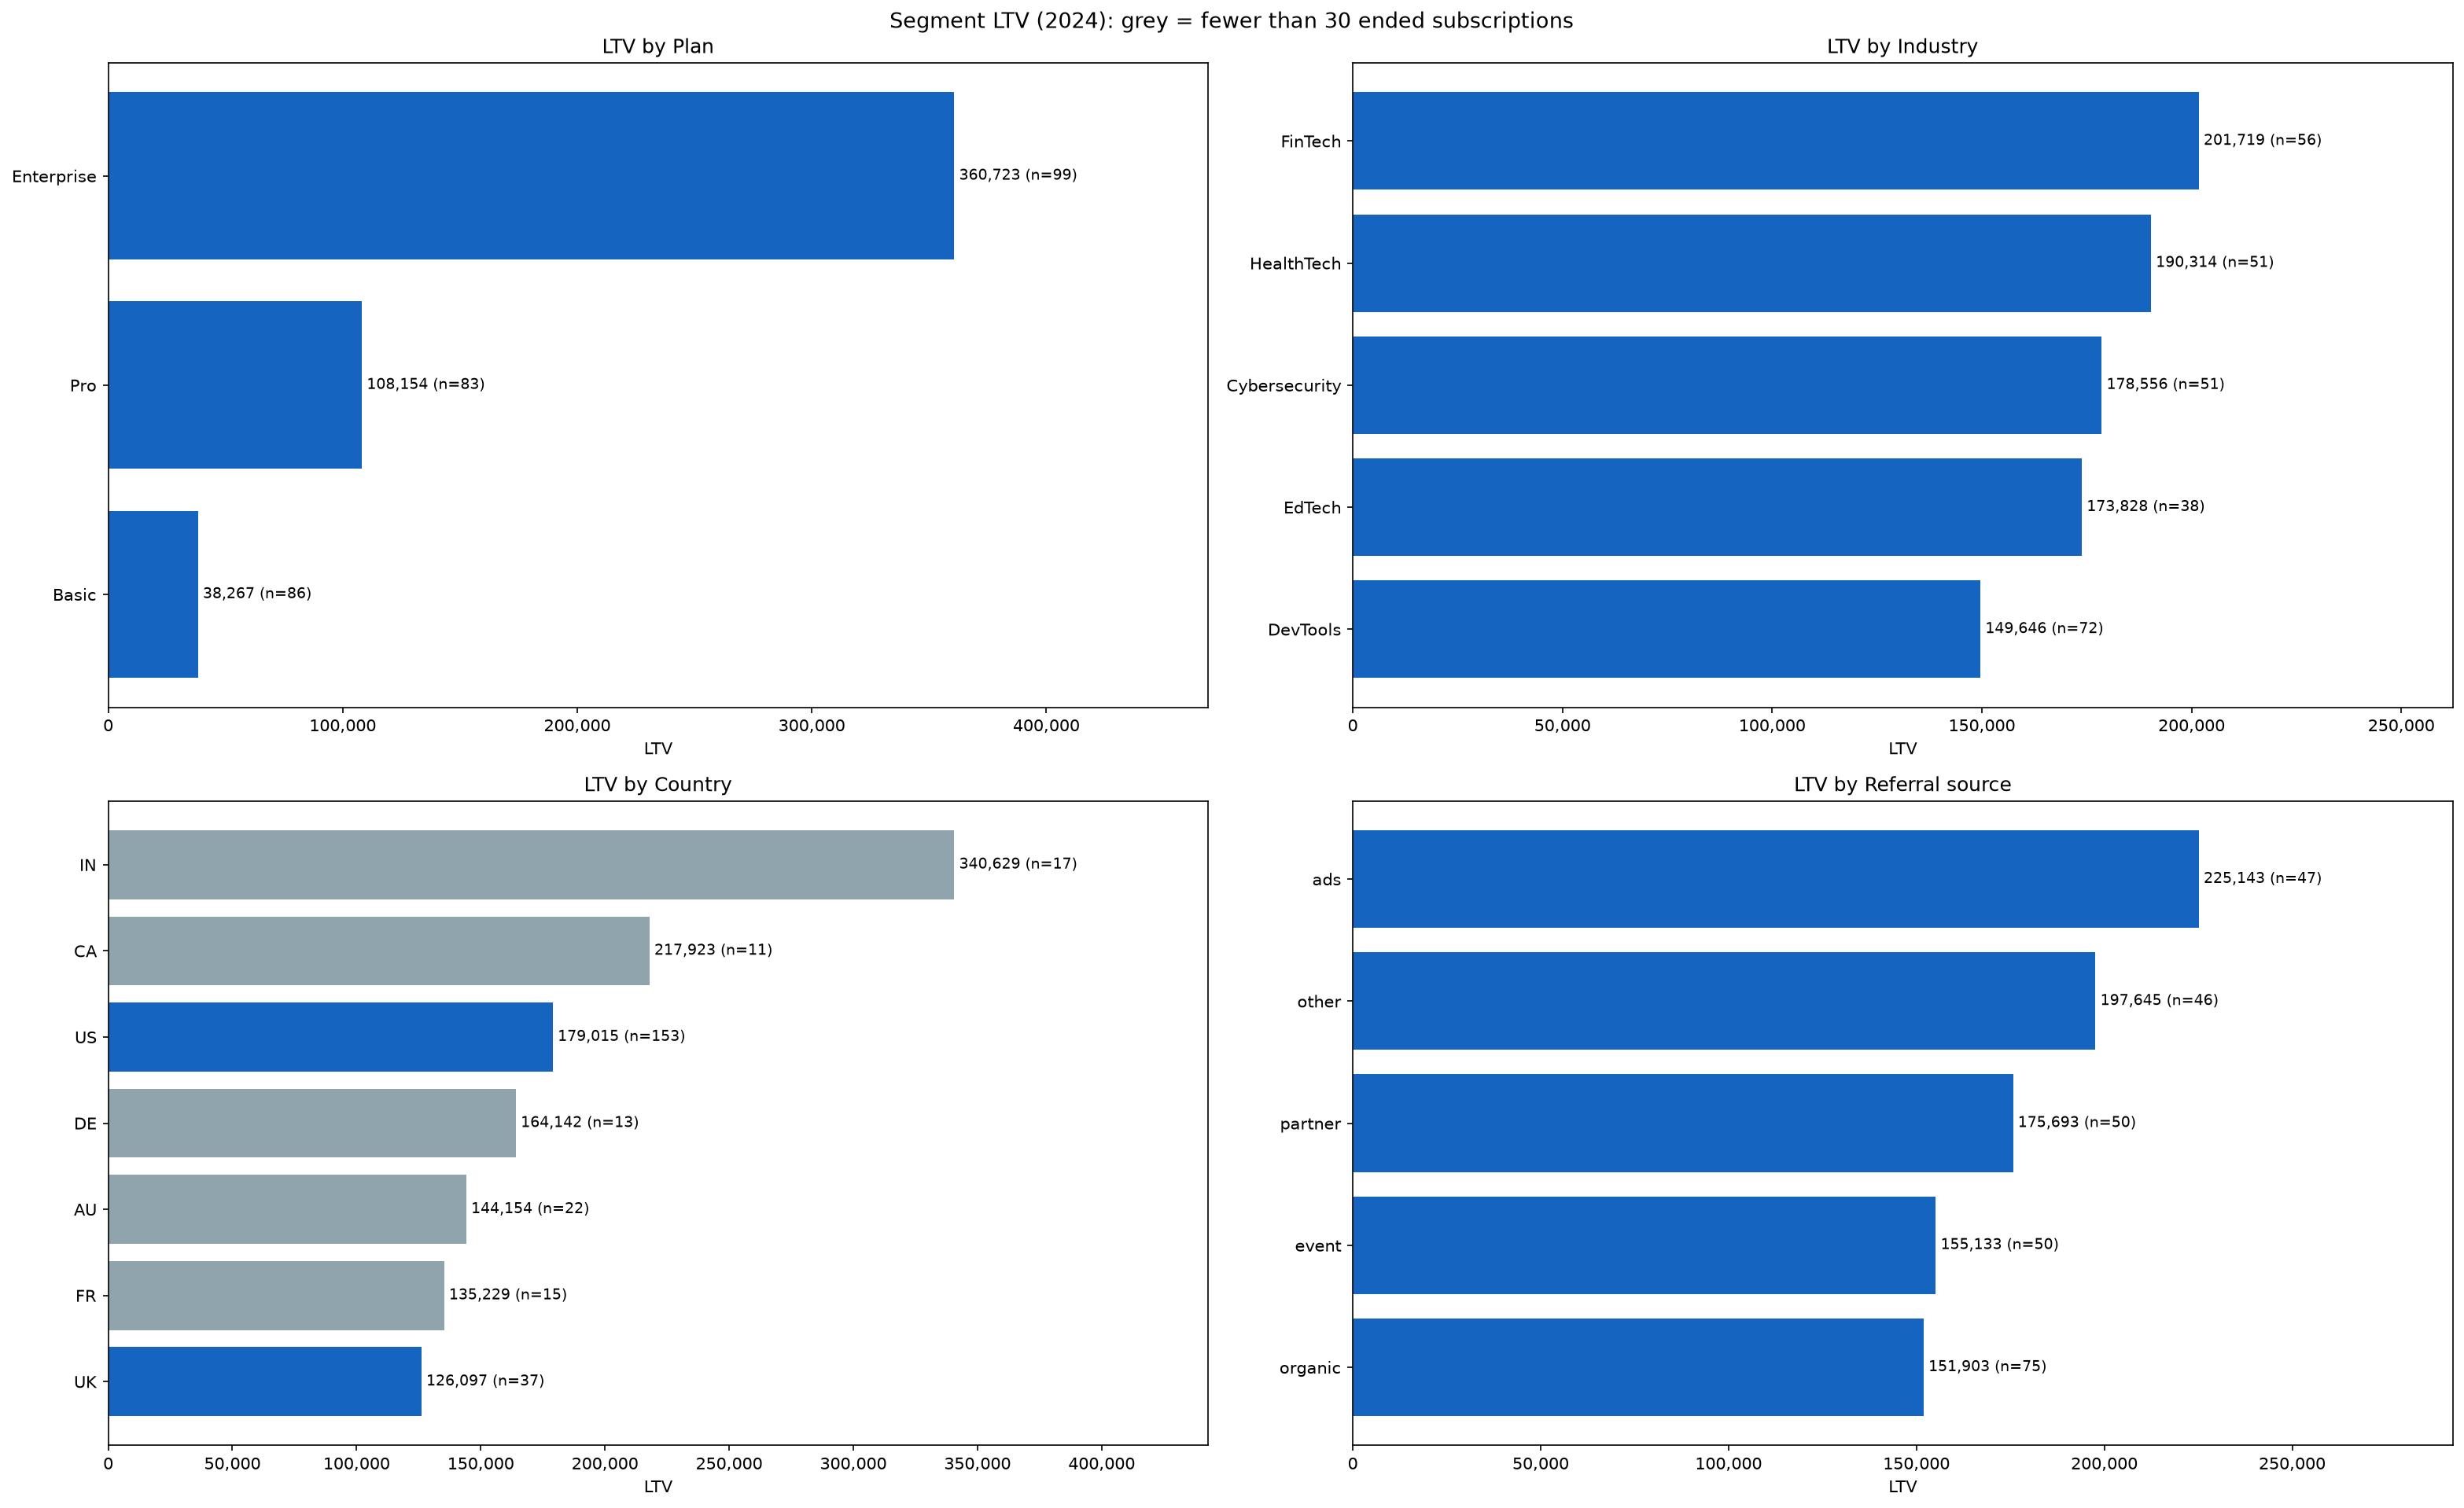 Segment LTV (2024): grey = fewer than 30 ended subscriptions
LTV by Plan
Enterprise
360,723 (n=99)
Pro
108,154 (n=83)
Basic
38,267 (n=86)
0 100,000 200,000 300,000 400,000
LTV
LTV by Industry
FinTech
201,719 (n=56)
HealthTech
190,314 (n=51)
Cybersecurity
178,556 (n=51)
EdTech
173,828 (n=38)
DevTools
149,646 (n=72)
0 50,000 100,000 150,000 200,000 250,000
LTV
LTV by Country
IN
340,629 (n=17)
CA
217,923 (n=11)
US
179,015 (n=153)
DE
164,142 (n=13)
AU
144,154 (n=22)
FR
135,229 (n=15)
UK
126,097 (n=37)
0 50,000 100,000 150,000 200,000 250,000 300,000 350,000 400,000
LTV
LTV by Referral source
ads
225,143 (n=47)
other
197,645 (n=46)
partner
175,693 (n=50)
event
155,133 (n=50)
organic
151,903 (n=75)
0 50,000 100,000 150,000 200,000 250,000
LTV